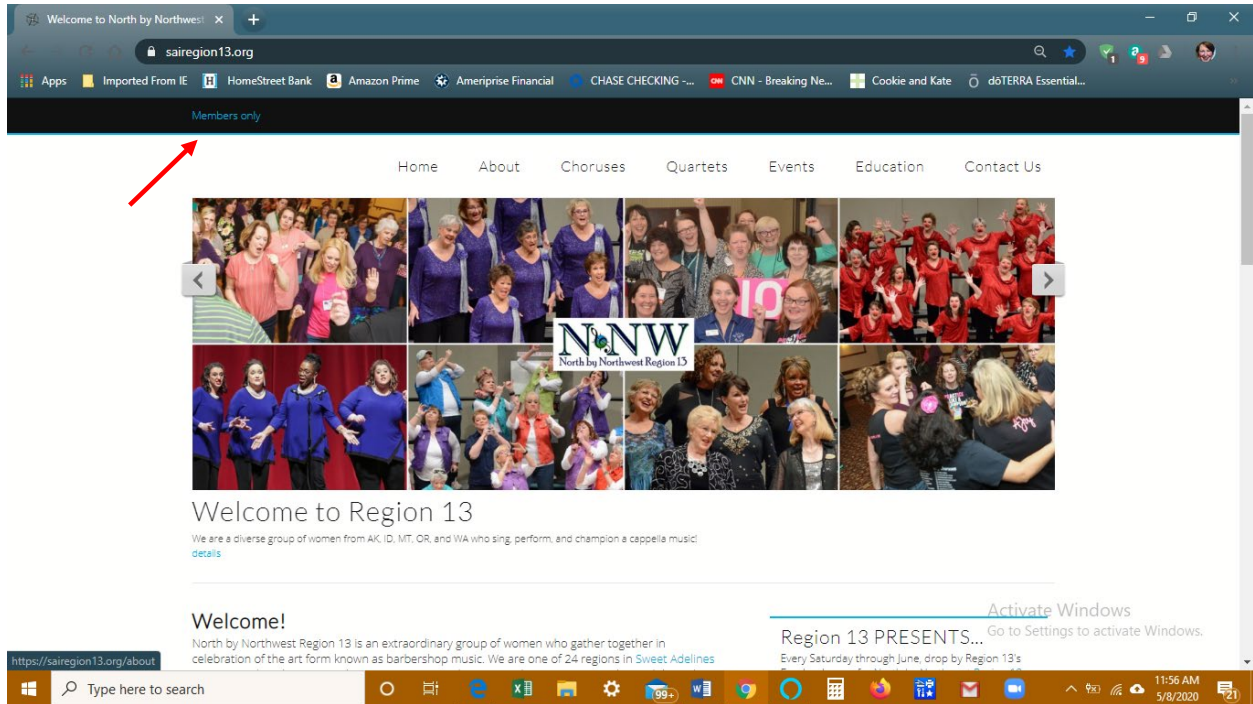 Welcome to North by Northwest
sairegion13.org
Apps Imported From IE H HomeStreet Bank a Amazon Prime Ameriprise Financial CHASE CHECKING -... CNN CNN - Breaking Ne... Cookie and Kate ō dōTERRA Essential...
Members only
Home About Choruses Quartets Events Education Contact Us
N NW
North by Northwest Region 13
Welcome to Region 13
We are a diverse group of women from AK, ID, MT, OR, and WA who sing, perform, and champion a cappella music!
details
Welcome!
North by Northwest Region 13 is an extraordinary group of women who gather together in
celebration of the art form known as barbershop music. We are one of 24 regions in Sweet Adelines
Region 13 PRESENTS...
Every Saturday through June, drop by Region 13's
Activate Windows
Go to Settings to activate Windows.
https://sairegion13.org/about
Type here to search
99+
11:56 AM
5/8/2020
21